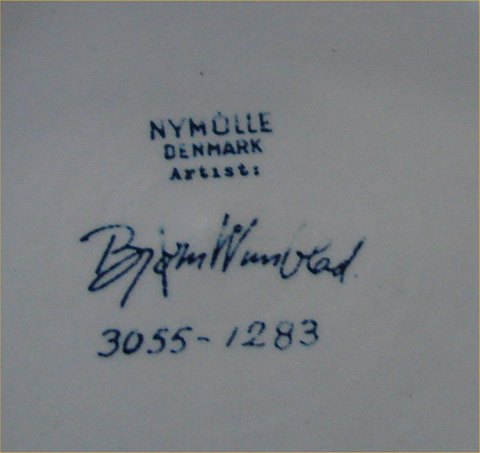 NYMÖLLE
DENMARK
Artist:
Bjørn Wiinblad
3055-1283